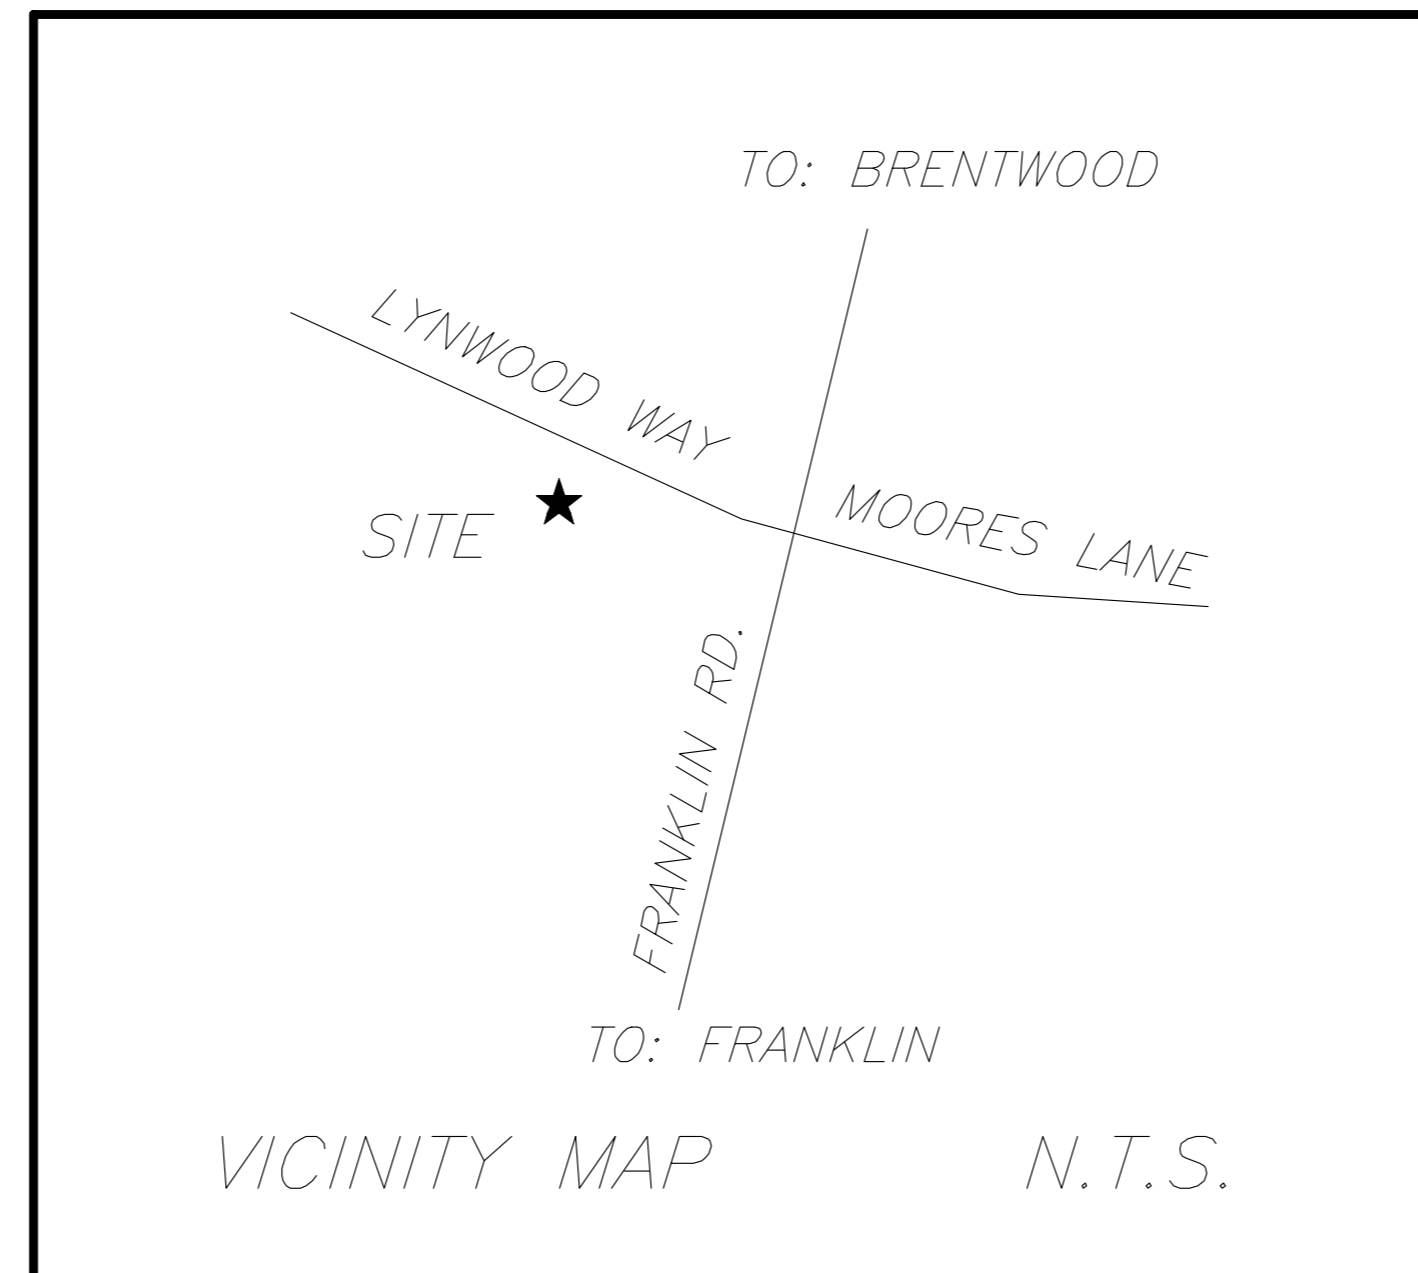 TO: BRENTWOOD
LYNWOOD WAY
MOORES LANE
SITE
FRANKLIN RD.
TO: FRANKLIN
VICINITY MAP
N.T.S.